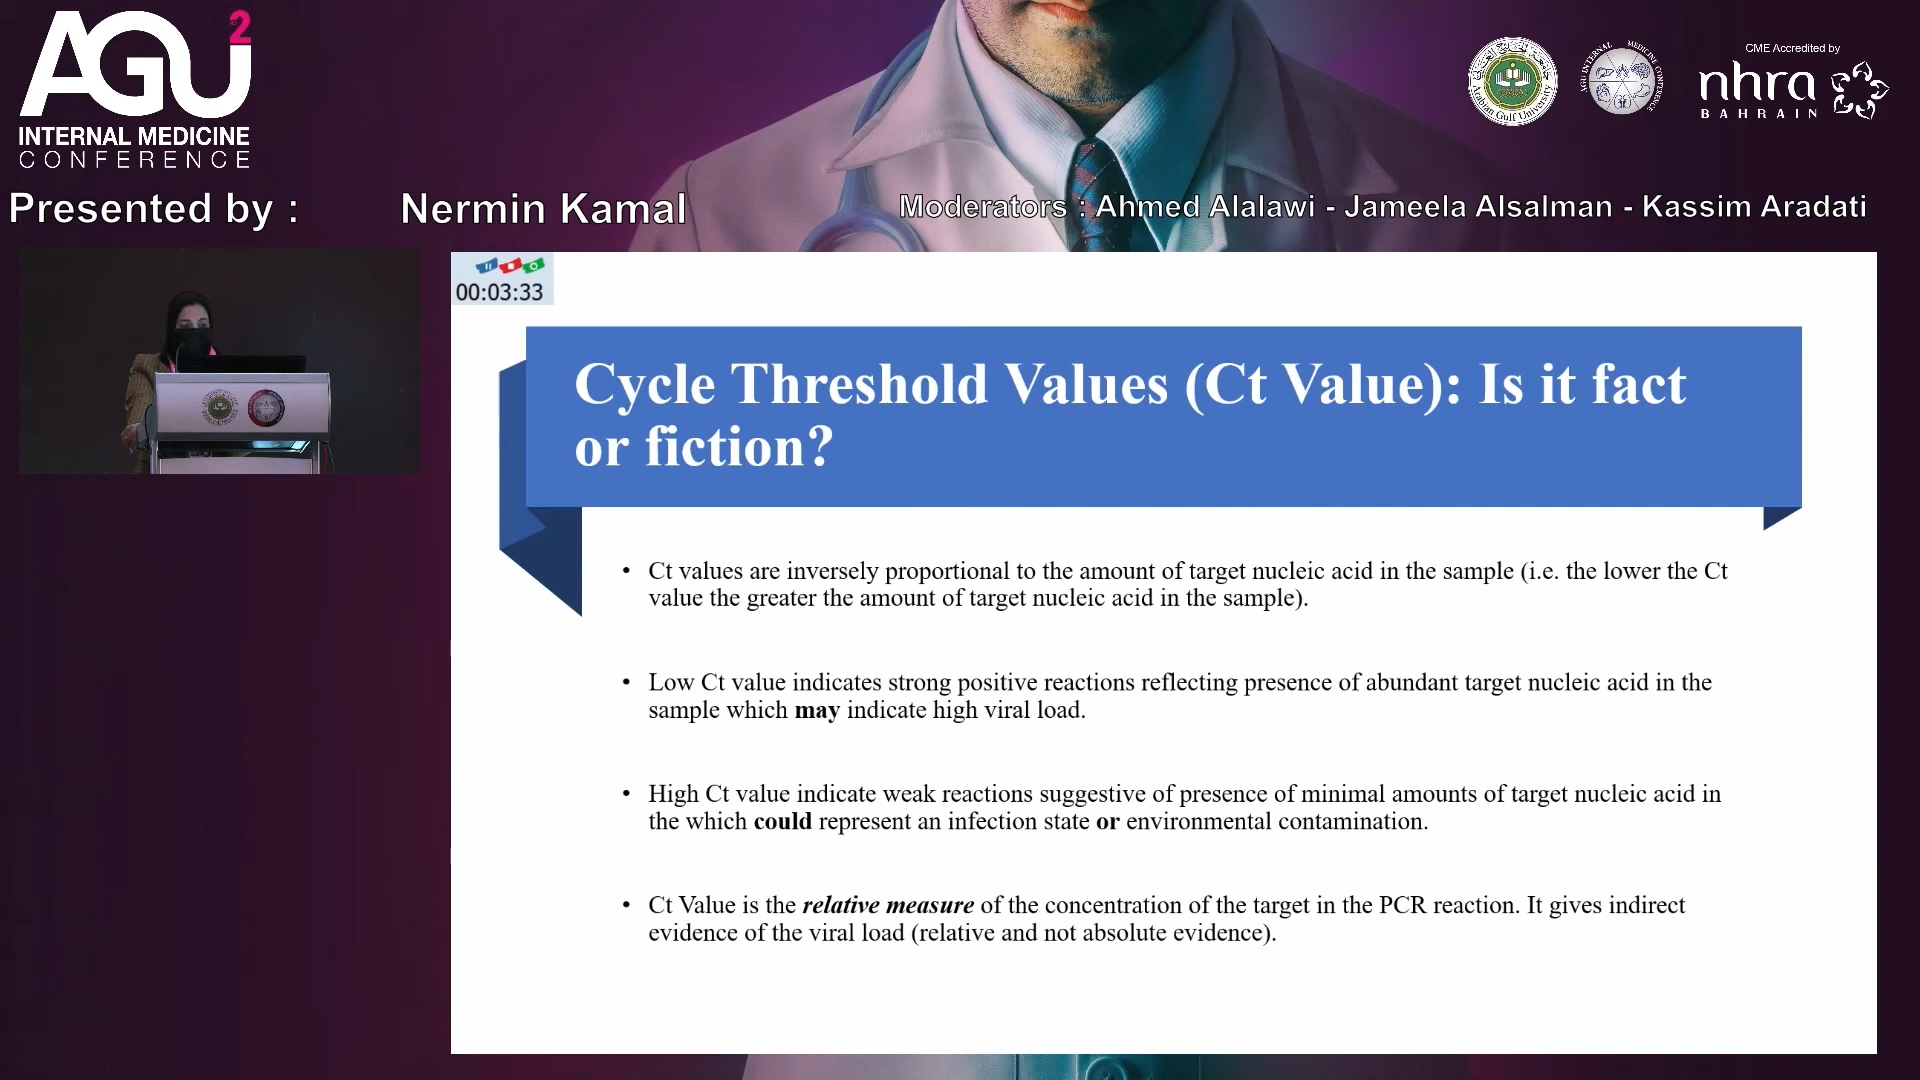 AGU2
INTERNAL MEDICINE
CONFERENCE
Arabian Gulf University
AGU INTERNAL MEDICINE CONFERENCE
CME Accredited by
nhra
BAHRAIN
Presented by : Nermin Kamal
Moderators : Ahmed Alalawi - Jameela Alsalman - Kassim Aradati
00:03:33
Cycle Threshold Values (Ct Value): Is it fact
or fiction?
• Ct values are inversely proportional to the amount of target nucleic acid in the sample (i.e. the lower the Ct
value the greater the amount of target nucleic acid in the sample).
• Low Ct value indicates strong positive reactions reflecting presence of abundant target nucleic acid in the
sample which may indicate high viral load.
• High Ct value indicate weak reactions suggestive of presence of minimal amounts of target nucleic acid in
the which could represent an infection state or environmental contamination.
• Ct Value is the relative measure of the concentration of the target in the PCR reaction. It gives indirect
evidence of the viral load (relative and not absolute evidence).